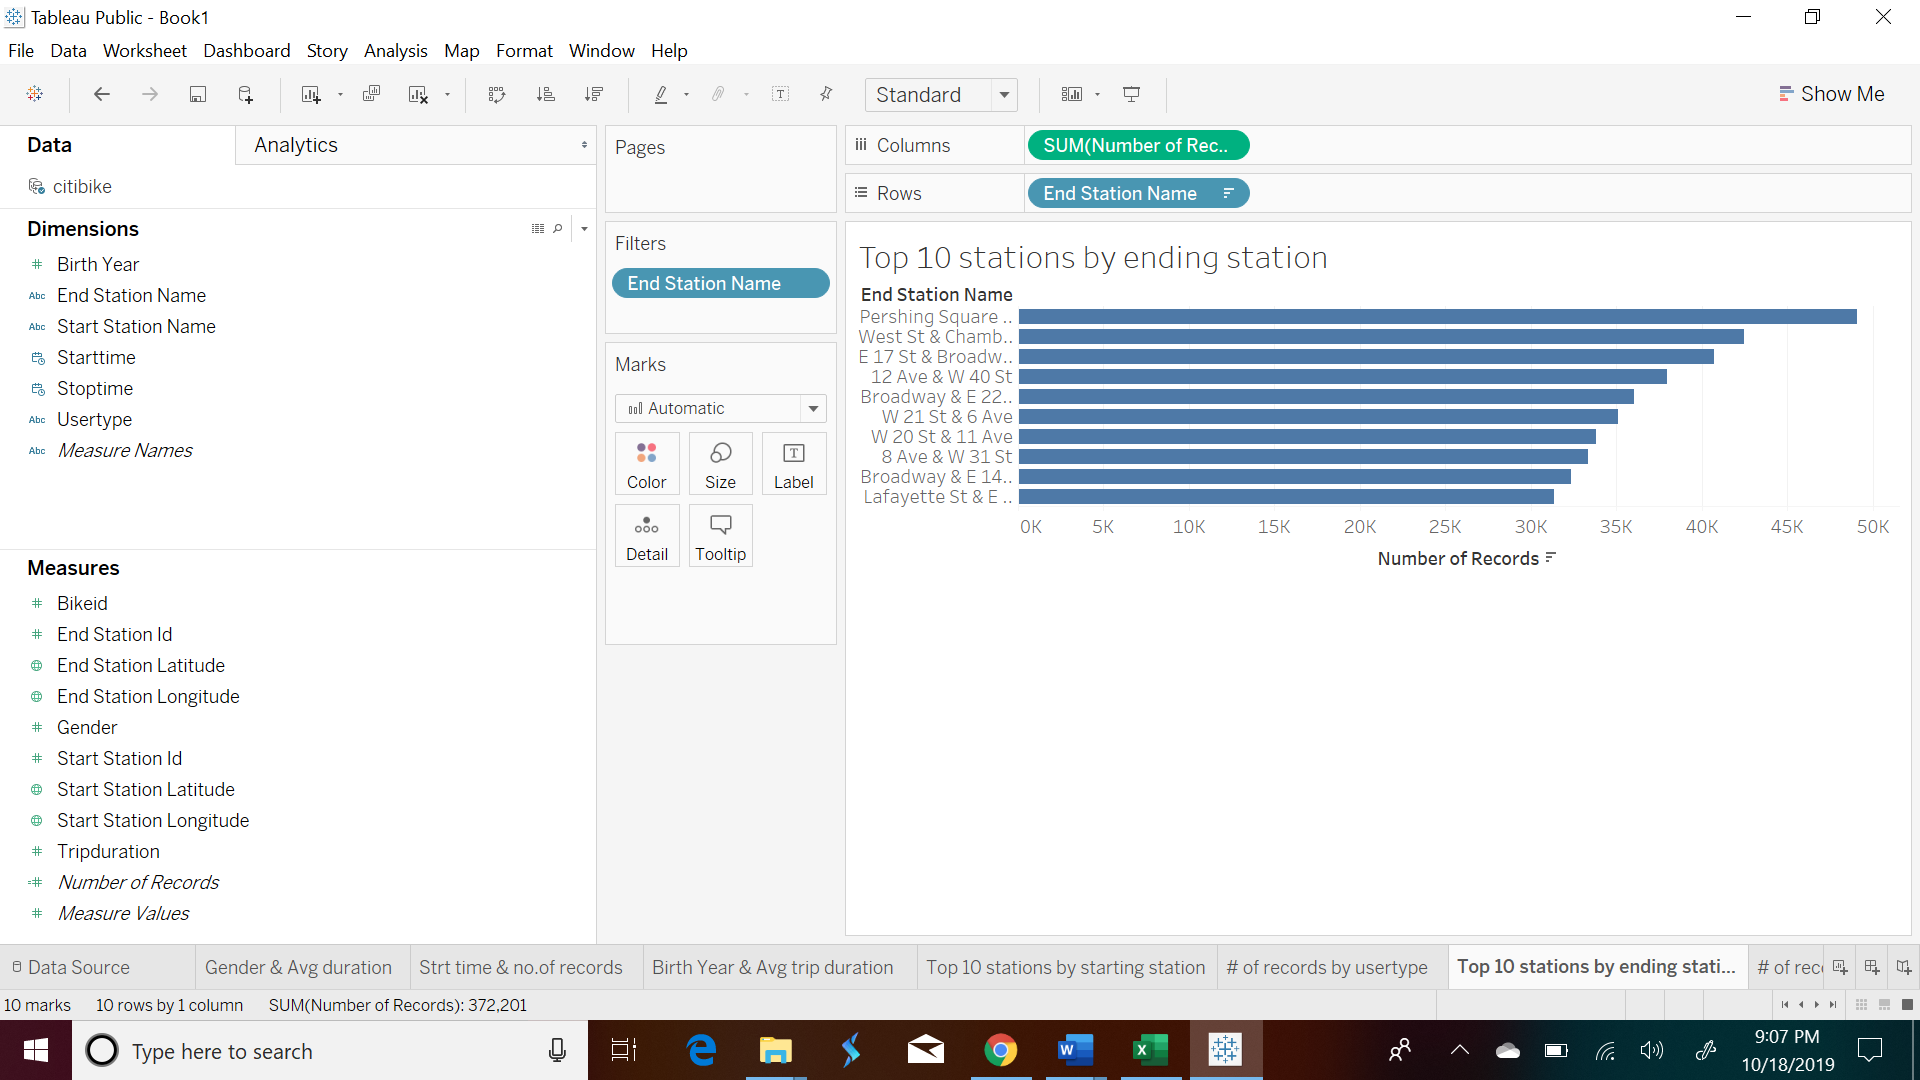 Tableau Public - Book1
File Data Worksheet Dashboard Story Analysis Map Format Window Help
Standard
Show Me
Data
Analytics
citibike
Dimensions
Birth Year
Abc End Station Name
Abc Start Station Name
Starttime
Stoptime
Abc Usertype
Abc Measure Names
Measures
Bikeid
End Station Id
End Station Latitude
End Station Longitude
Gender
Start Station Id
Start Station Latitude
Start Station Longitude
Tripduration
Number of Records
Measure Values
Pages
Filters
End Station Name
Marks
Automatic
Color Size Label
Detail Tooltip
Columns SUM(Number of Rec..
Rows End Station Name
Top 10 stations by ending station
End Station Name
Pershing Square ..
West St & Chamb..
E 17 St & Broadw..
12 Ave & W 40 St
Broadway & E 22..
W 21 St & 6 Ave
W 20 St & 11 Ave
8 Ave & W 31 St
Broadway & E 14..
Lafayette St & E ..
0K 5K 10K 15K 20K 25K 30K 35K 40K 45K 50K
Number of Records
Data Source Gender & Avg duration Strt time & no.of records Birth Year & Avg trip duration Top 10 stations by starting station # of records by usertype Top 10 stations by ending stati... # of rec
10 marks 10 rows by 1 column SUM(Number of Records): 372,201
Type here to search
9:07 PM
10/18/2019